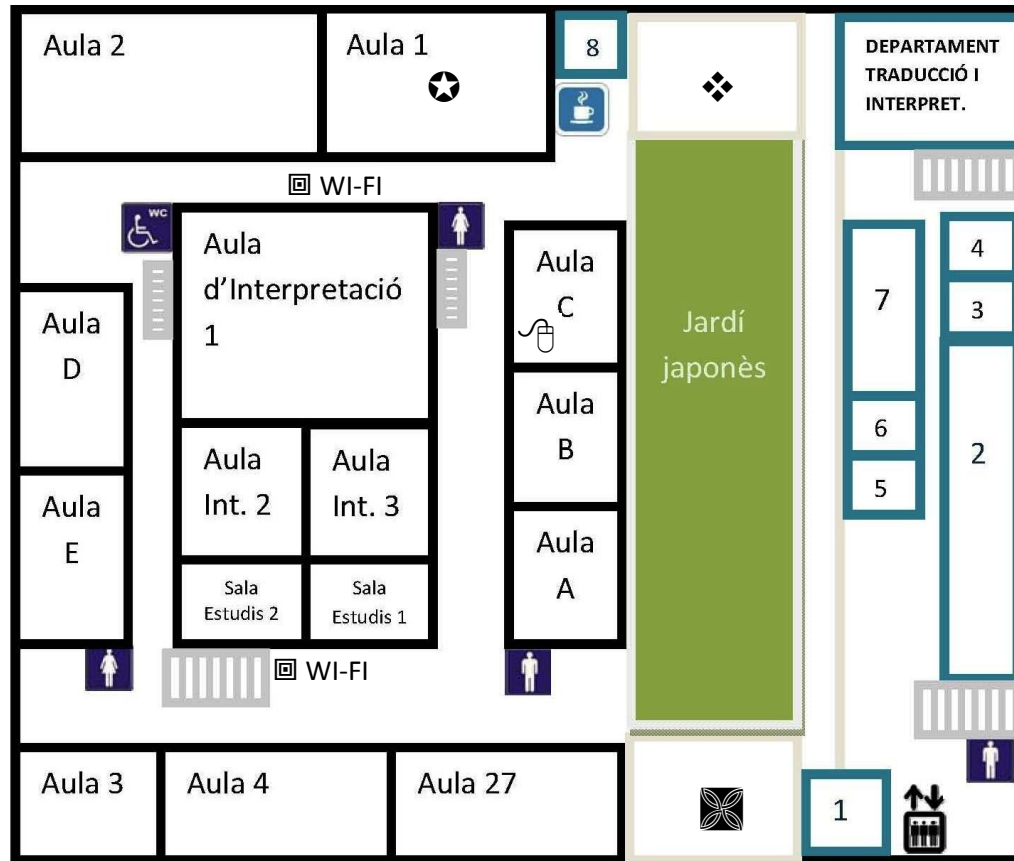 Aula 2
Aula 1
8
DEPARTAMENT
TRADUCCIÓ I
INTERPRET.
WI-FI
WC
Aula
d’Interpretació
1
Aula
C
Jardí
japonès
4
3
7
Aula
D
Aula
B
6
2
5
Aula
Int. 2
Aula
Int. 3
Aula
E
Aula
A
Sala
Estudis 2
Sala
Estudis 1
WI-FI
Aula 3
Aula 4
Aula 27
1